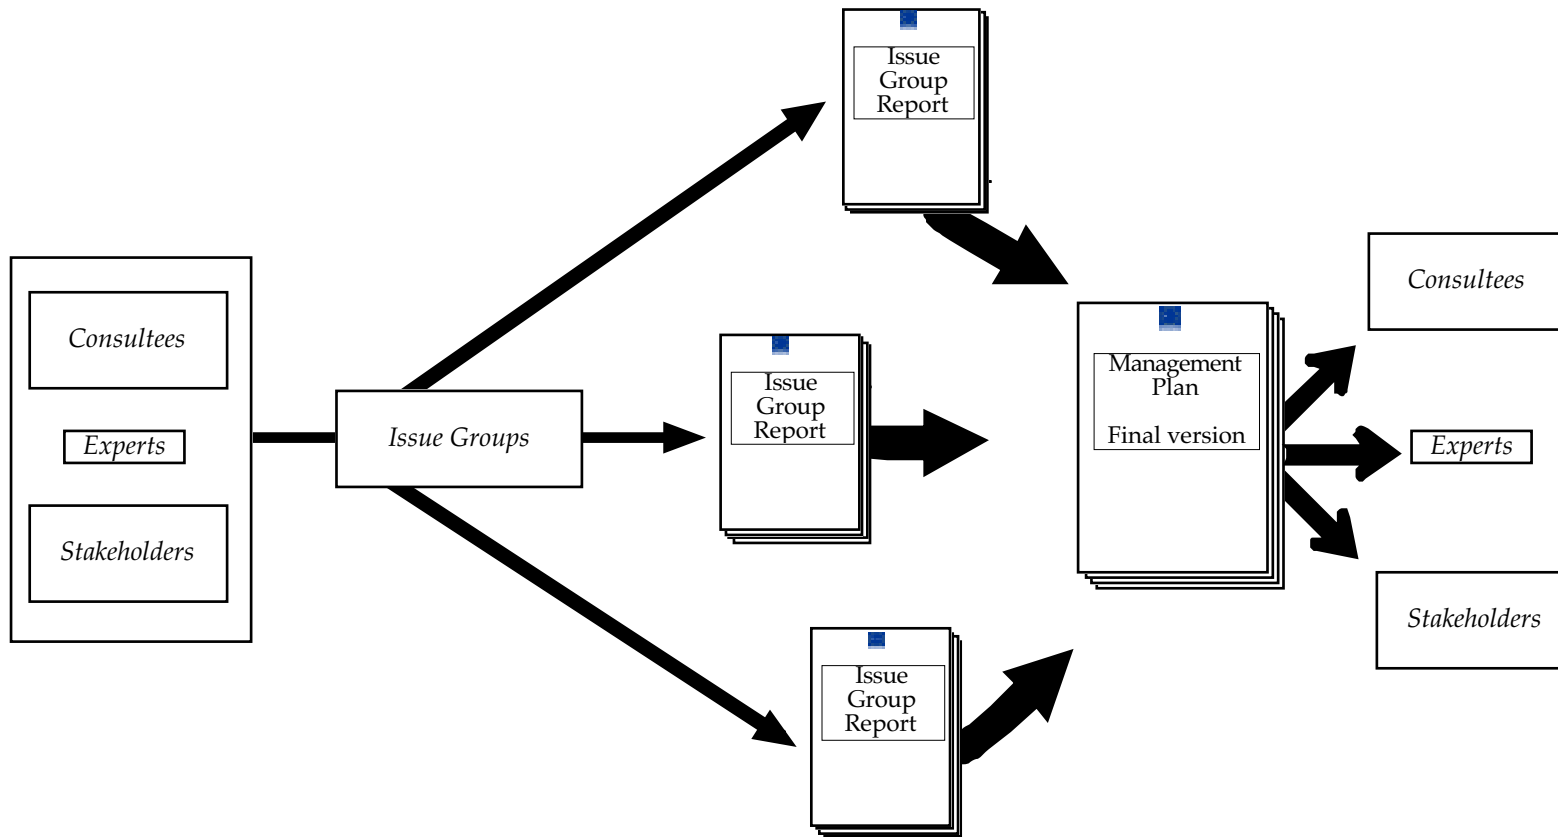 Issue
Group
Report
Consultees
Experts
Stakeholders
Issue Groups
Issue
Group
Report
Management
Plan
Final version
Consultees
Experts
Stakeholders
Issue
Group
Report